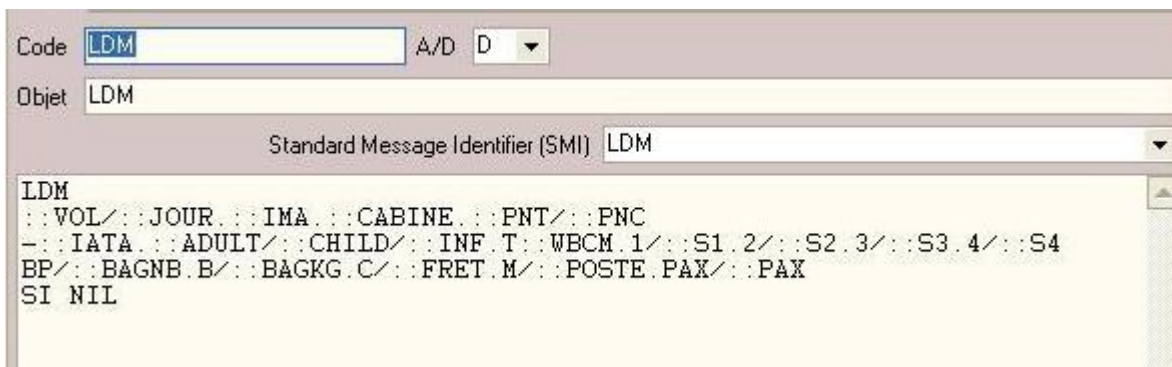 Code LDM A/D D
Objet LDM
Standard Message Identifier (SMI) LDM
LDM
::VOL/::JOUR.::IMA.::CABINE.::PNT/::PNC
-::IATA.::ADULT/::CHILD/::INF.T::WBCM.1/::S1.2/::S2.3/::S3.4/::S4
BP/::BAGNB.B/::BAGKG.C/::FRET.M/::POSTE.PAX/::PAX
SI NIL